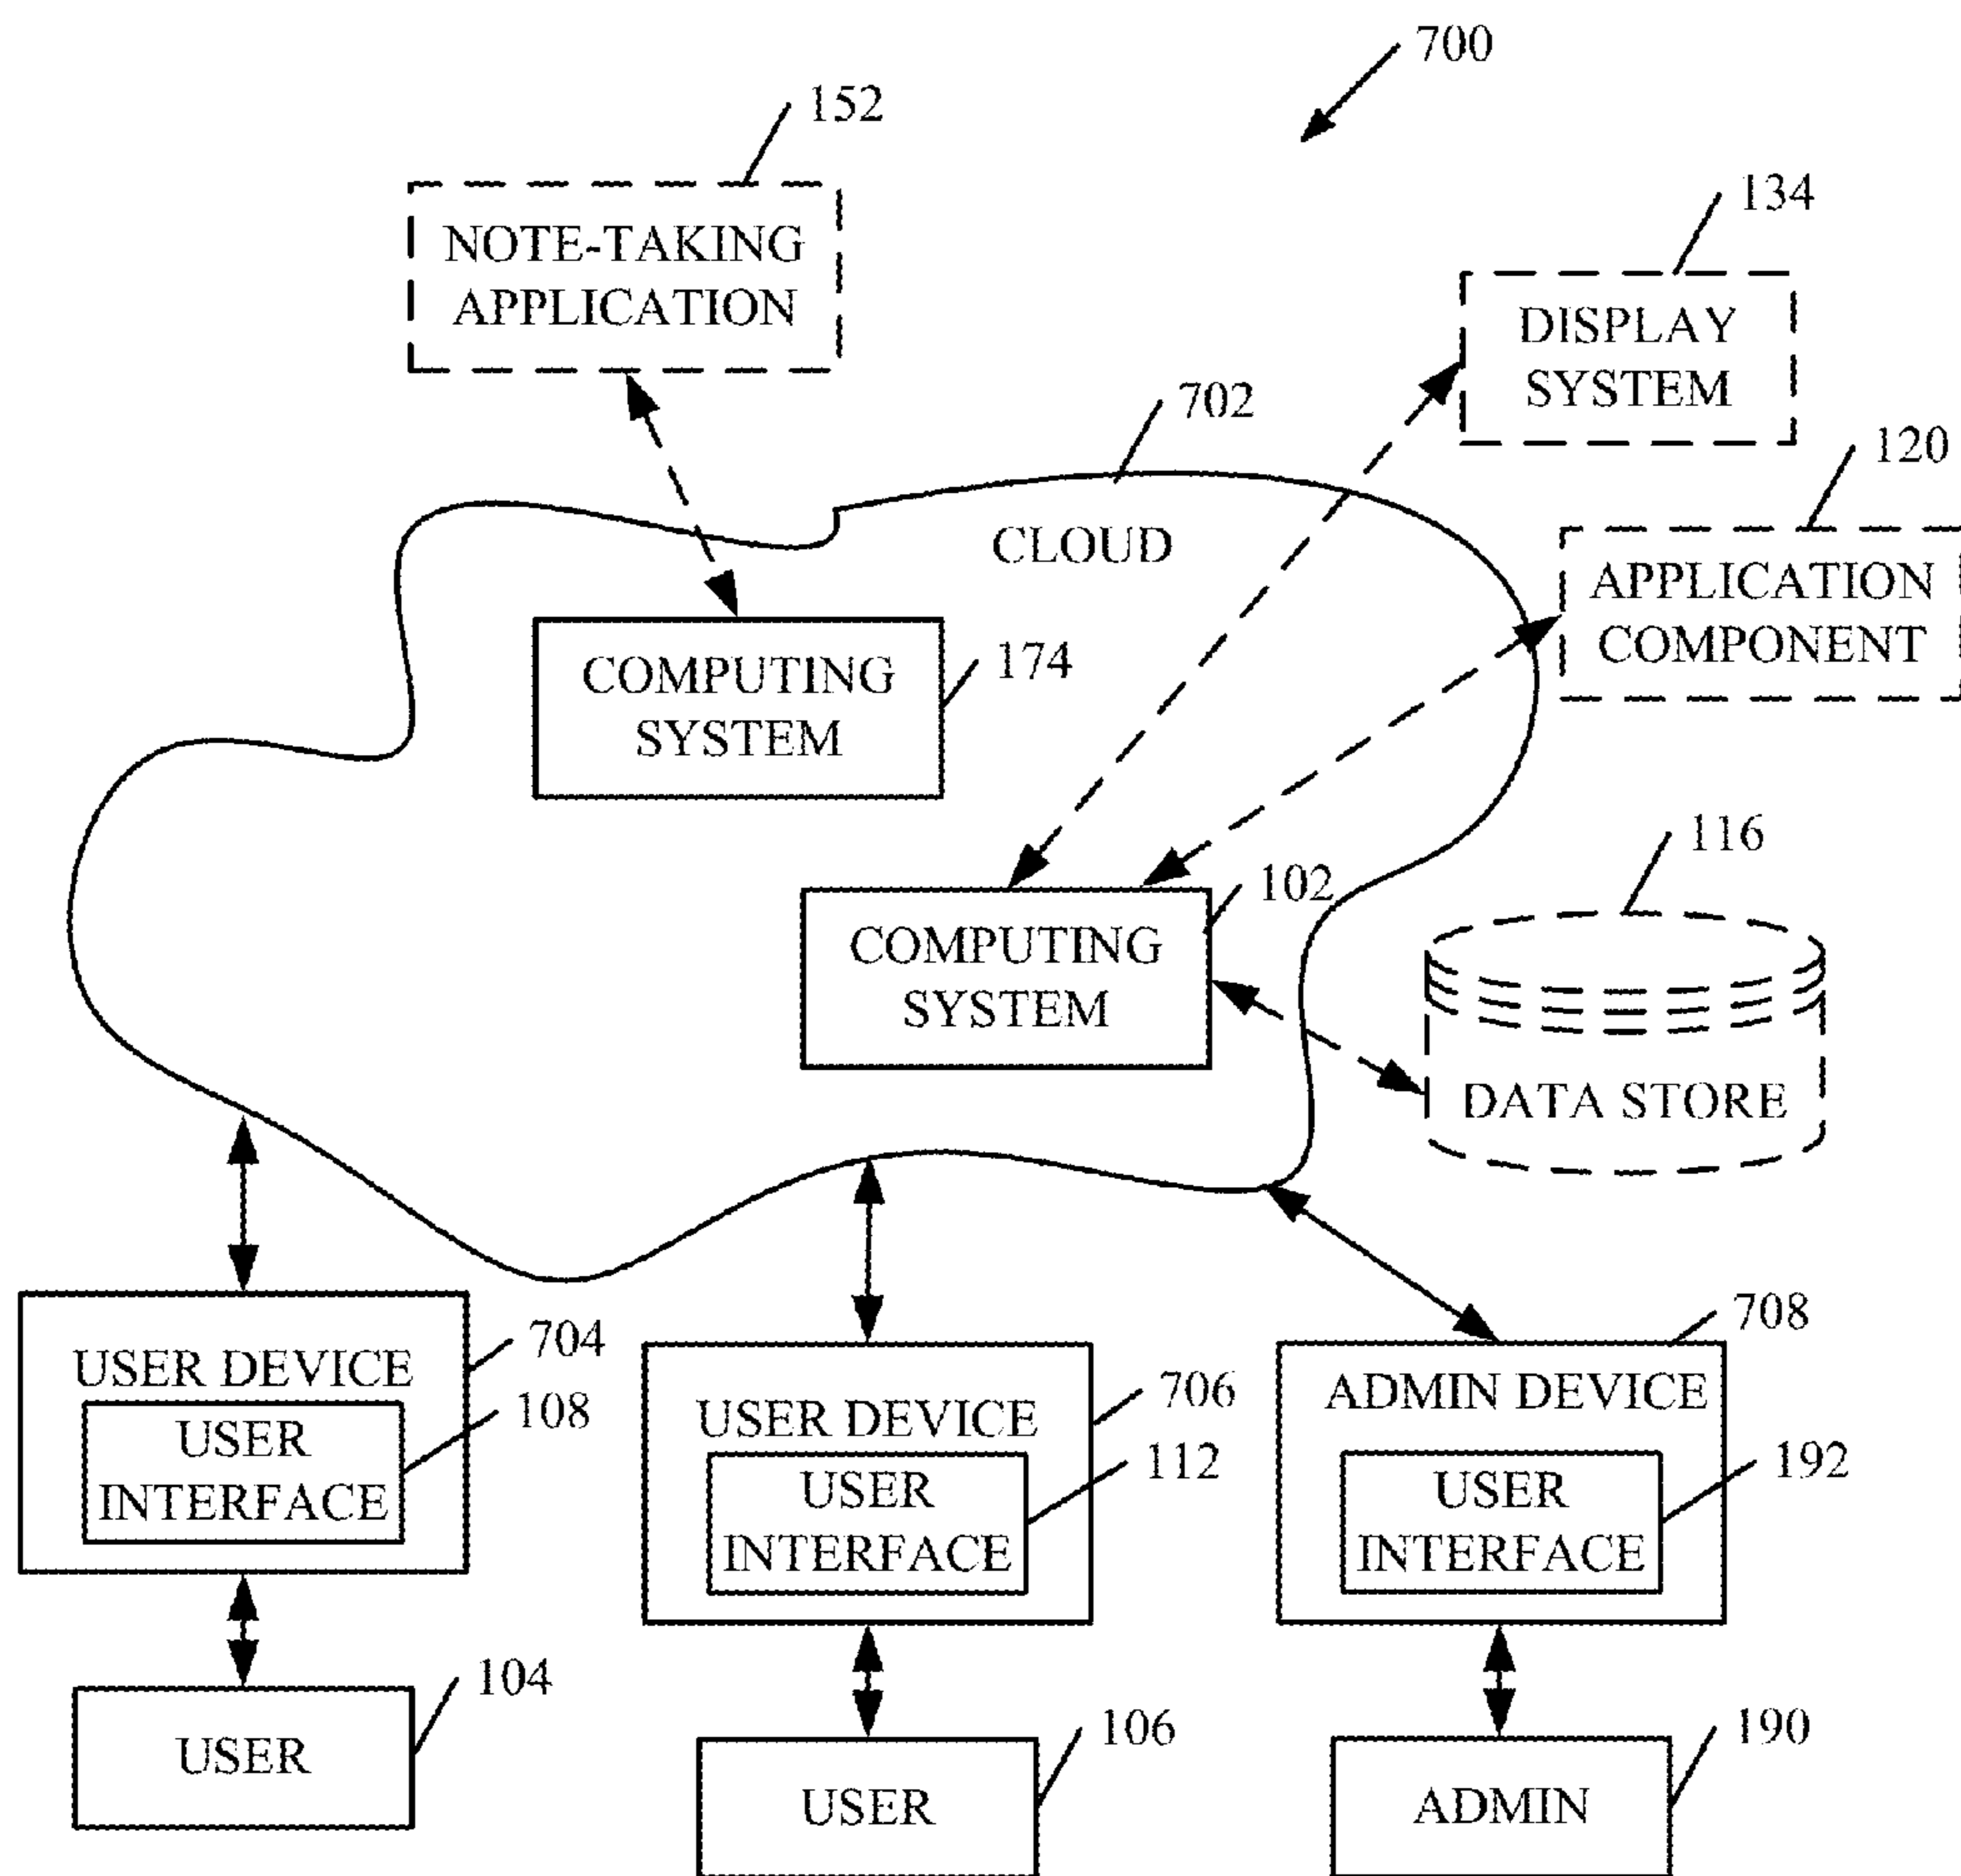 700
152
NOTE-TAKING
APPLICATION
134
DISPLAY
SYSTEM
702
CLOUD
120
APPLICATION
COMPONENT
COMPUTING
SYSTEM
174
116
102
COMPUTING
SYSTEM
DATA STORE
704
USER DEVICE
108
USER
INTERFACE
706
USER DEVICE
112
USER
INTERFACE
708
ADMIN DEVICE
192
USER
INTERFACE
104
USER
106
USER
190
ADMIN